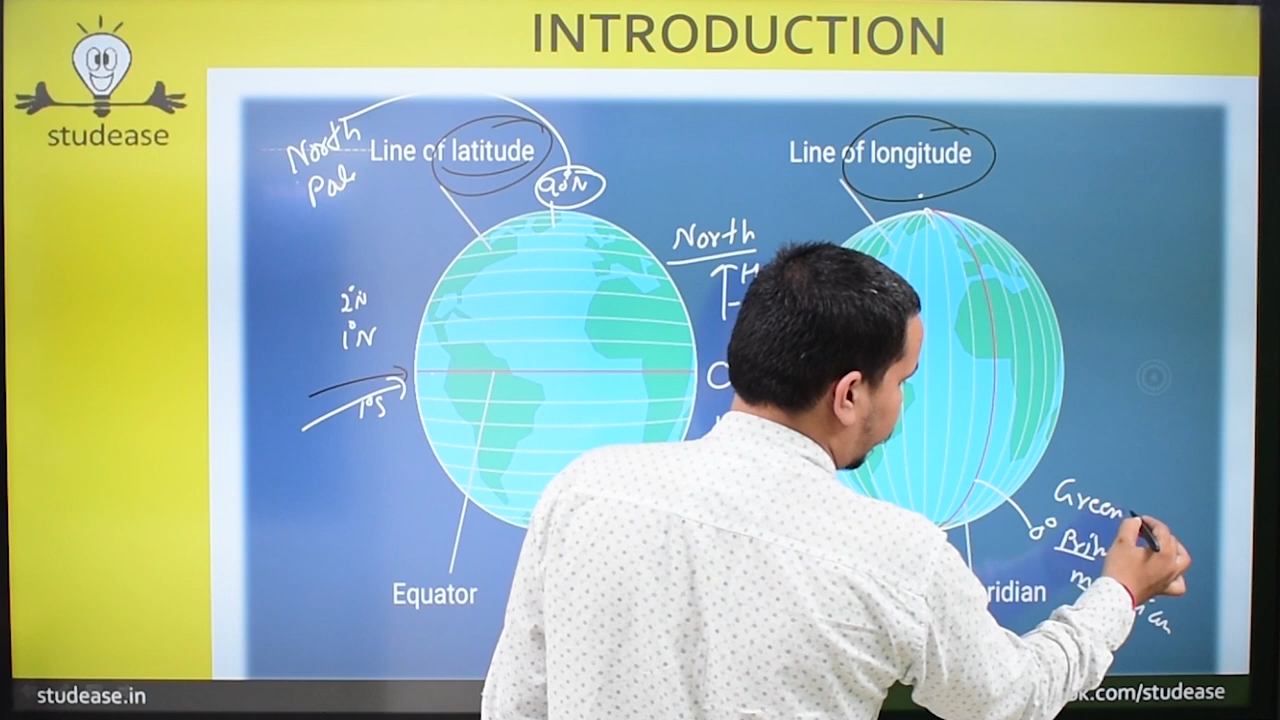 INTRODUCTION
studease
North
Pole
Line of latitude
90°N
Line of longitude
North
2°N
1°N
1°S
Green
0°
Equator
ridian
studease.in
ok.com/studease